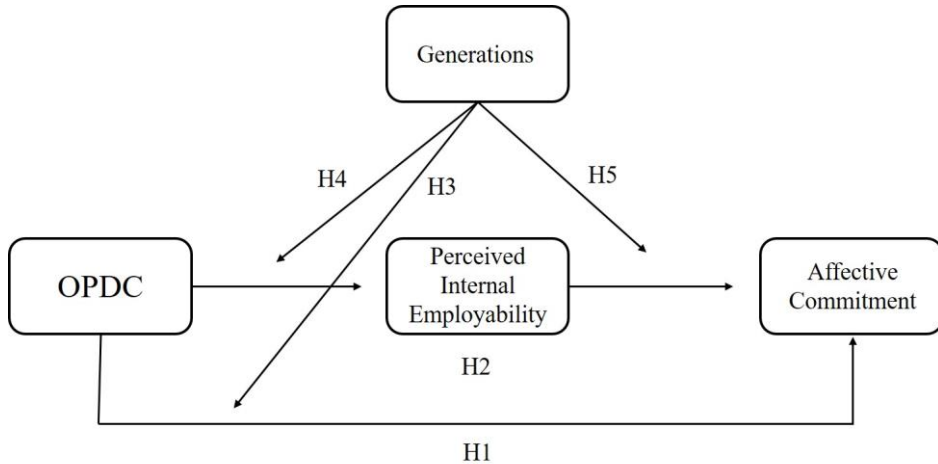 Generations
H4
H3
H5
OPDC
Perceived
Internal
Employability
Affective
Commitment
H2
H1